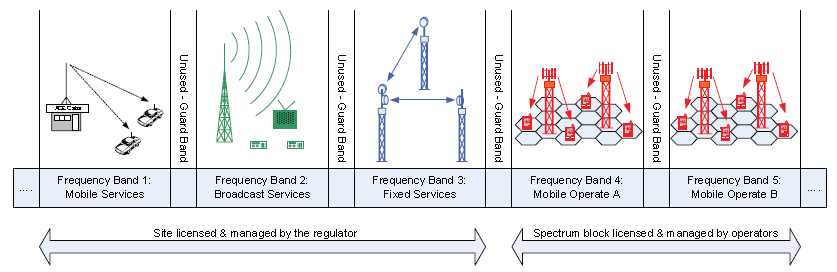 Unused - Guard Band
Unused - Guard Band
Unused - Guard Band
Unused - Guard Band
....
Frequency Band 1:
Mobile Services
Frequency Band 2:
Broadcast Services
Frequency Band 3:
Fixed Services
Frequency Band 4:
Mobile Operate A
Frequency Band 5:
Mobile Operate B
....
Site licensed & managed by the regulator
Spectrum block licensed & managed by operators